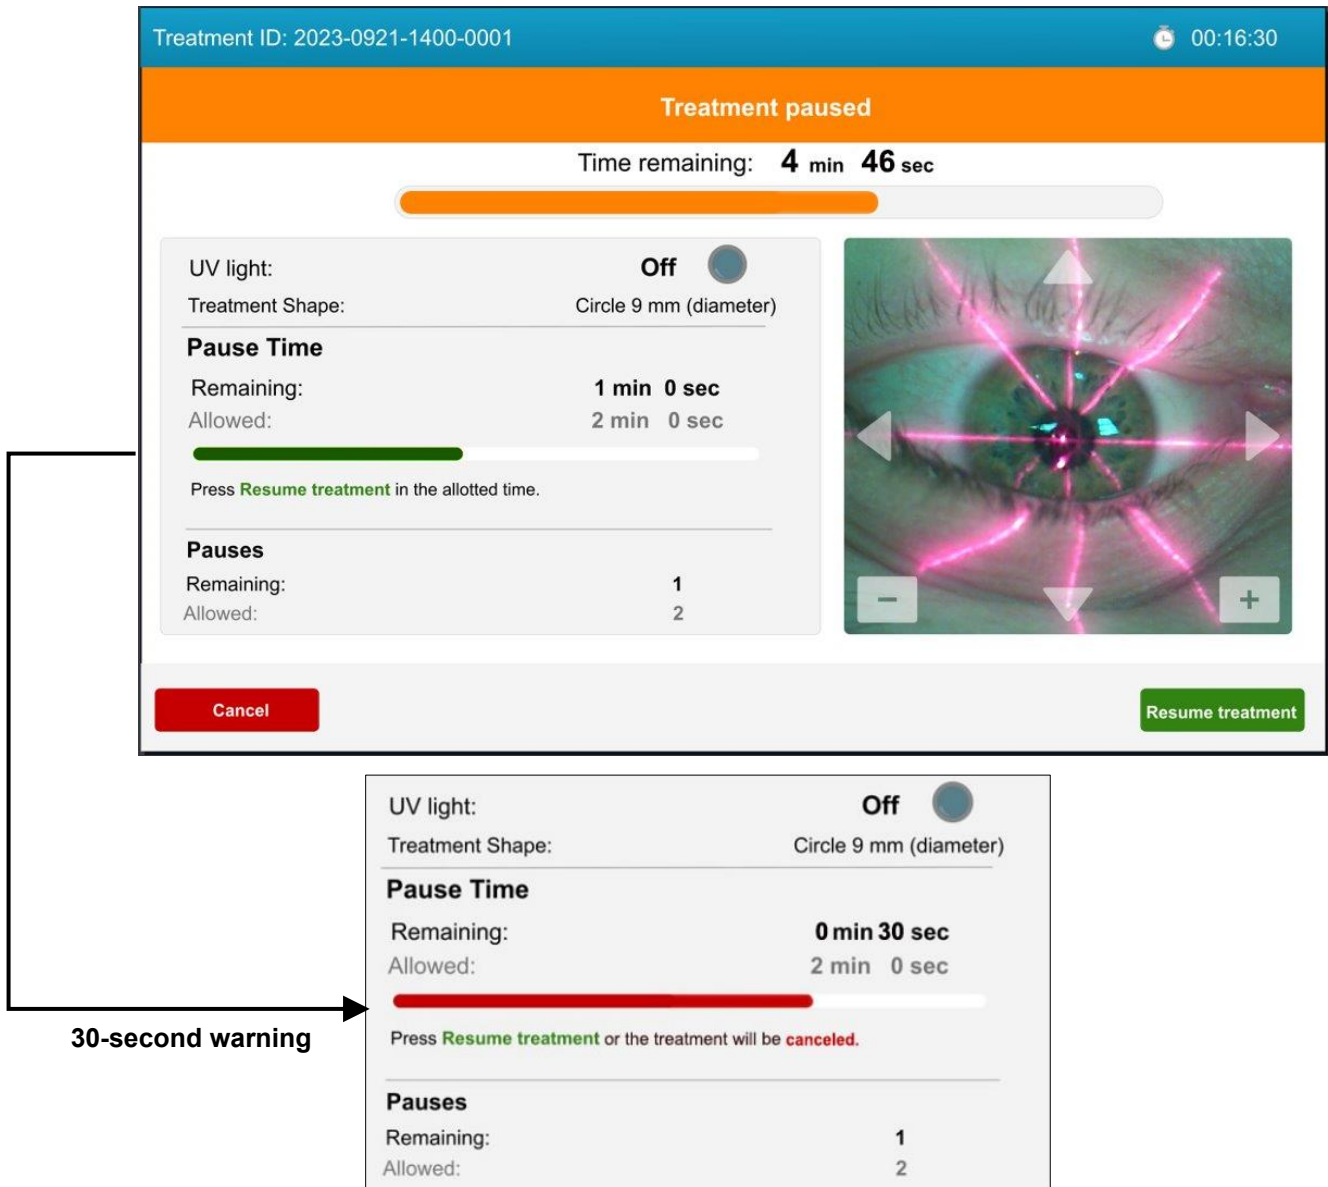 Treatment ID: 2023-0921-1400-0001 00:16:30
Treatment paused
Time remaining: 4 min 46 sec
UV light: Off
Treatment Shape: Circle 9 mm (diameter)
Pause Time
Remaining: 1 min 0 sec
Allowed: 2 min 0 sec
Press Resume treatment in the allotted time.
Pauses
Remaining: 1
Allowed: 2
− +
Cancel Resume treatment
30-second warning
UV light: Off
Treatment Shape: Circle 9 mm (diameter)
Pause Time
Remaining: 0 min 30 sec
Allowed: 2 min 0 sec
Press Resume treatment or the treatment will be canceled.
Pauses
Remaining: 1
Allowed: 2